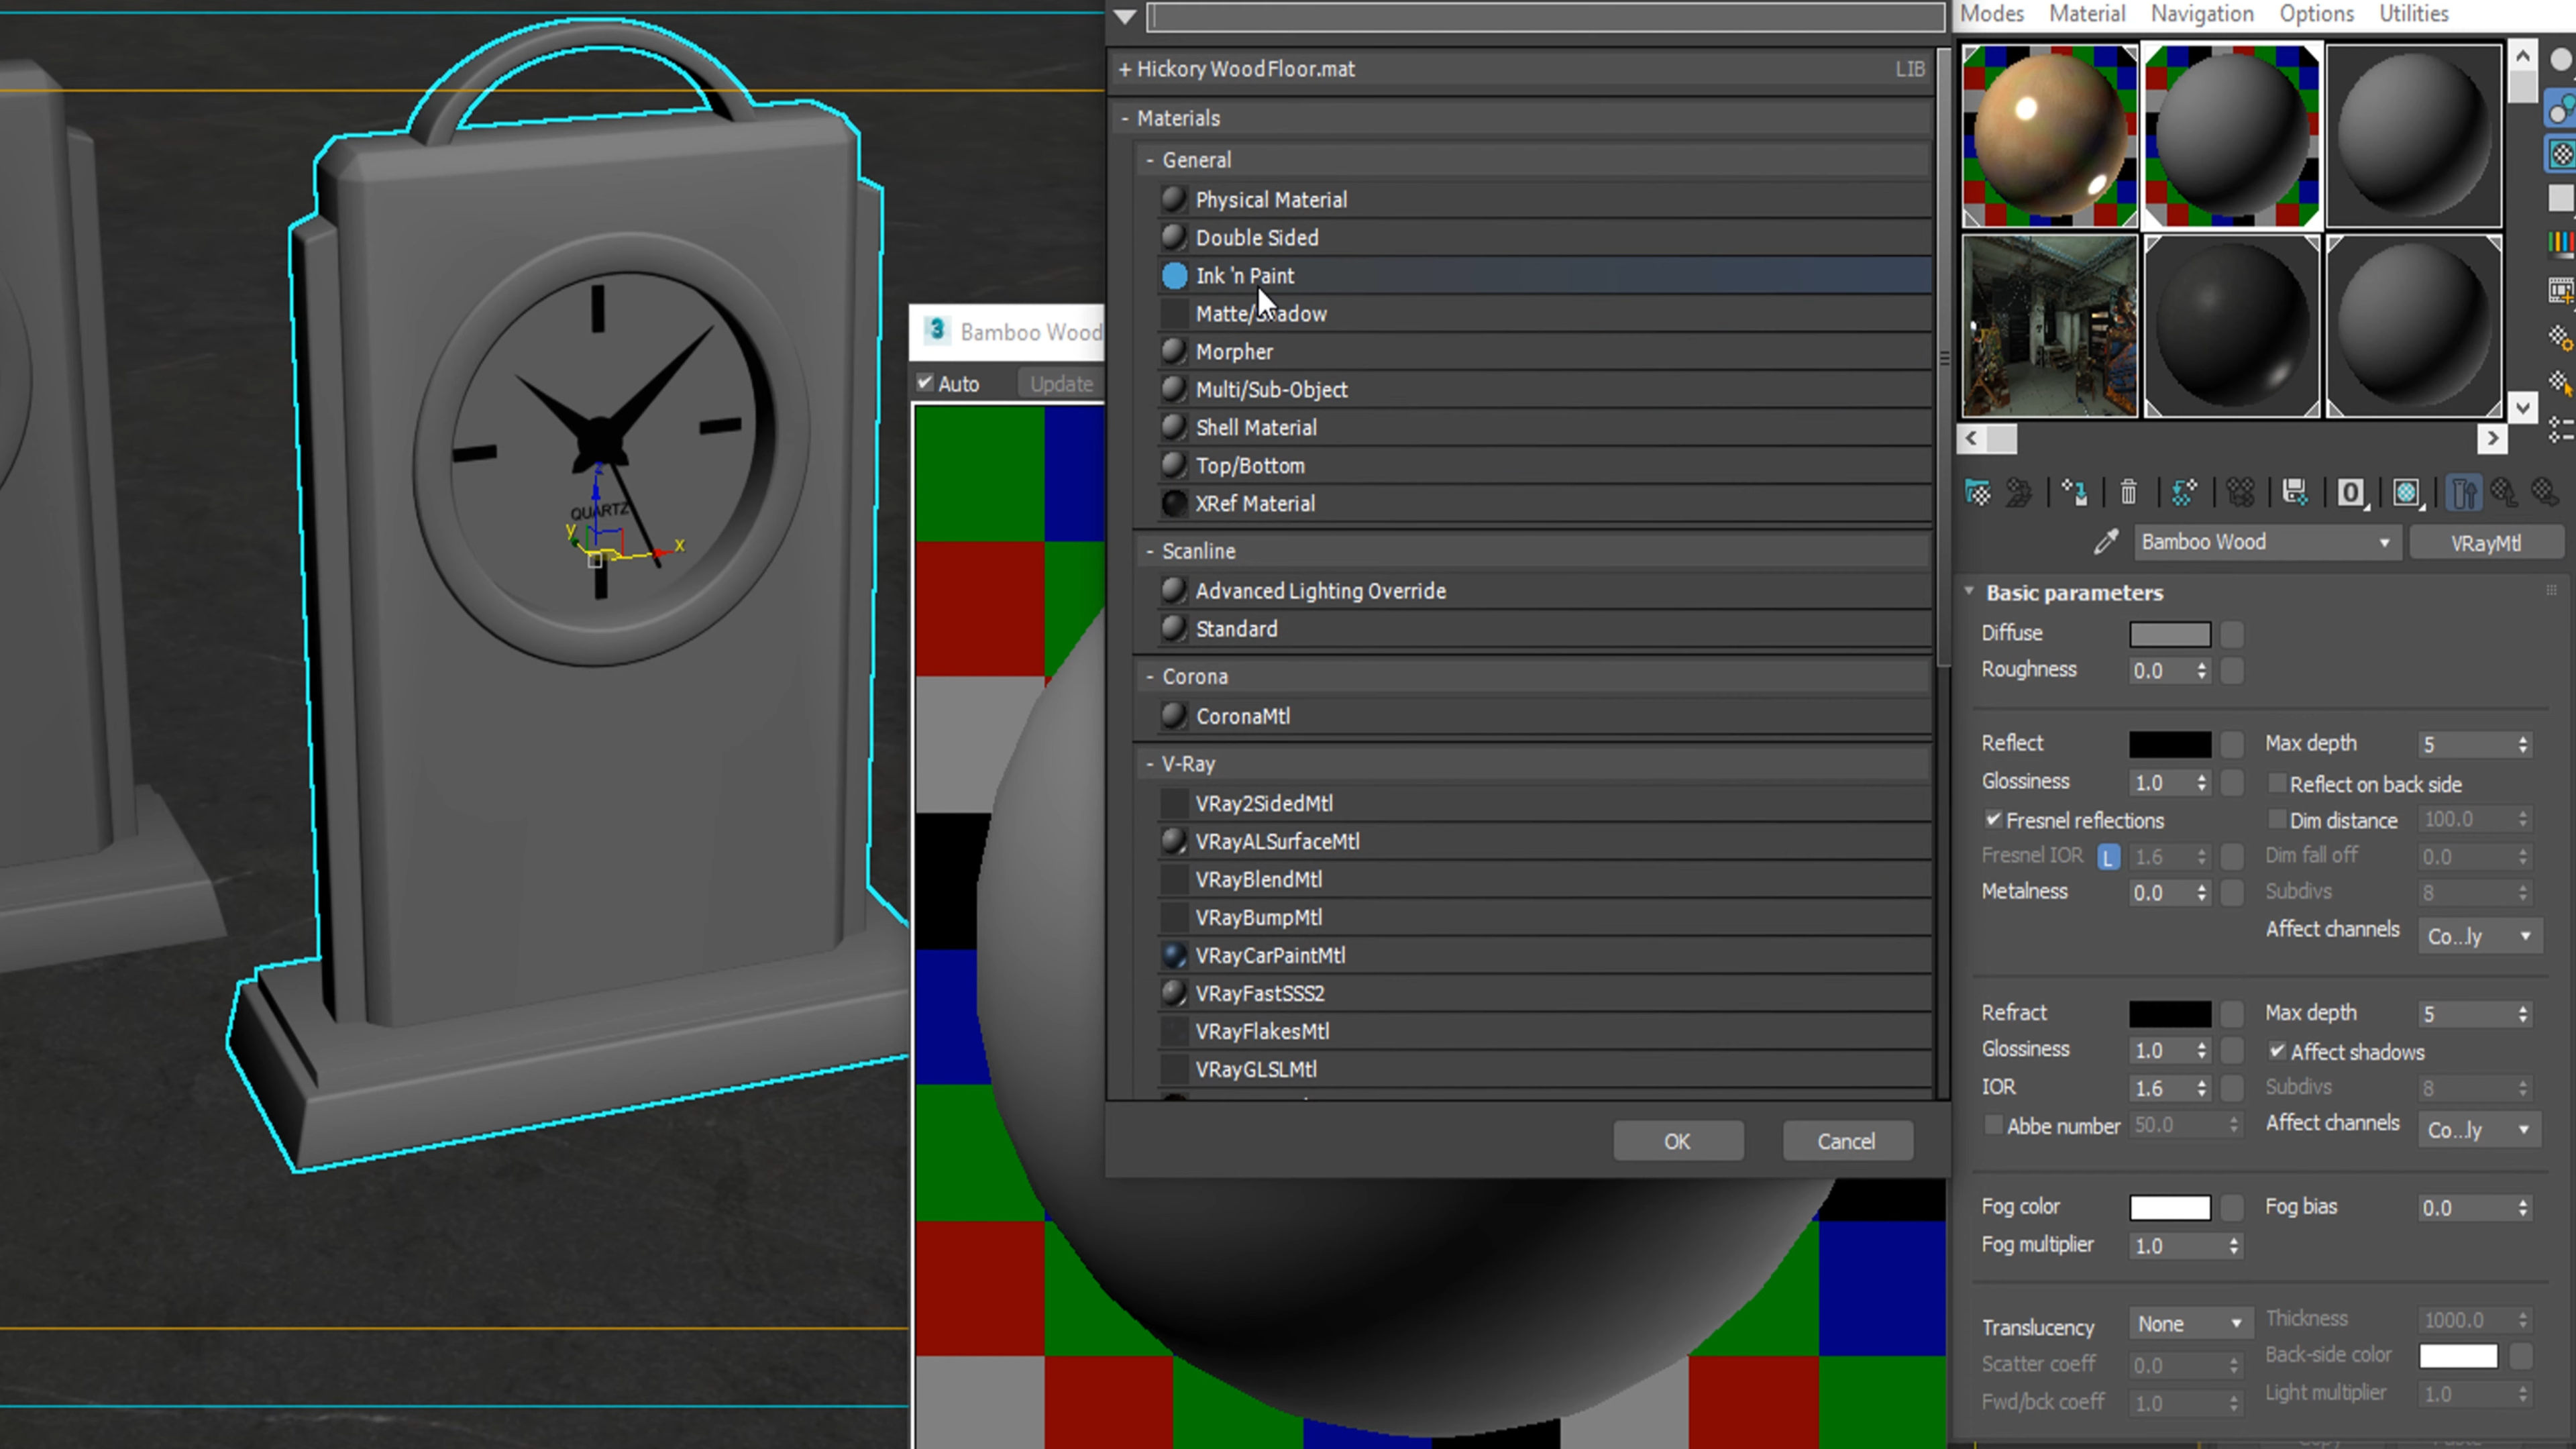 QUARTZ
z
y
x
3 Bamboo Wood
Auto
Update
+ Hickory Wood Floor.mat
LIB
- Materials
- General
Physical Material
Double Sided
Ink 'n Paint
Matte/Shadow
Morpher
Multi/Sub-Object
Shell Material
Top/Bottom
XRef Material
- Scanline
Advanced Lighting Override
Standard
- Corona
CoronaMtl
- V-Ray
VRay2SidedMtl
VRayALSurfaceMtl
VRayBlendMtl
VRayBumpMtl
VRayCarPaintMtl
VRayFastSSS2
VRayFlakesMtl
VRayGLSLMtl
OK
Cancel
Modes Material Navigation Options Utilities
Bamboo Wood
VRayMtl
Basic parameters
Diffuse
Roughness 0.0
Reflect
Max depth 5
Glossiness 1.0
Reflect on back side
Fresnel reflections
Dim distance 100.0
Fresnel IOR L 1.6
Dim fall off 0.0
Metalness 0.0
Subdivs 8
Affect channels Co...ly
Refract
Max depth 5
Glossiness 1.0
Affect shadows
IOR 1.6
Subdivs 8
Abbe number 50.0
Affect channels Co...ly
Fog color
Fog bias 0.0
Fog multiplier 1.0
Translucency None
Thickness 1000.0
Scatter coeff 0.0
Back-side color
Fwd/bck coeff 1.0
Light multiplier 1.0